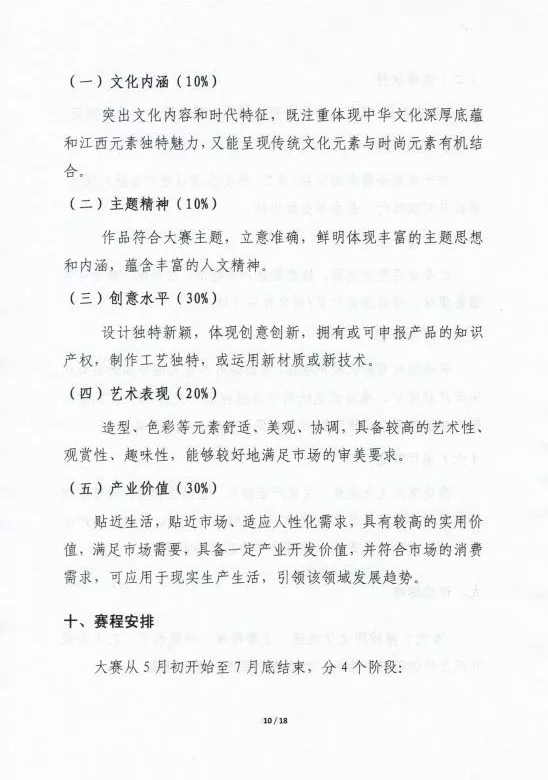 （一）文化内涵（10%）
突出文化内容和时代特征，既注重体现中华文化深厚底蕴
和江西元素独特魅力，又能呈现传统文化元素与时尚元素有机结
合。
（二）主题精神（10%）
作品符合大赛主题，立意准确，鲜明体现丰富的主题思想
和内涵，蕴含丰富的人文精神。
（三）创意水平（30%）
设计独特新颖，体现创意创新，拥有或可申报产品的知识
产权，制作工艺独特，或运用新材质或新技术。
（四）艺术表现（20%）
造型、色彩等元素舒适、美观、协调，具备较高的艺术性、
观赏性、趣味性，能够较好地满足市场的审美要求。
（五）产业价值（30%）
贴近生活，贴近市场、适应人性化需求，具有较高的实用价
值，满足市场需要，具备一定产业开发价值，并符合市场的消费
需求，可应用于现实生产生活，引领该领域发展趋势。
十、赛程安排
大赛从 5 月初开始至 7 月底结束，分 4 个阶段：
10 / 18